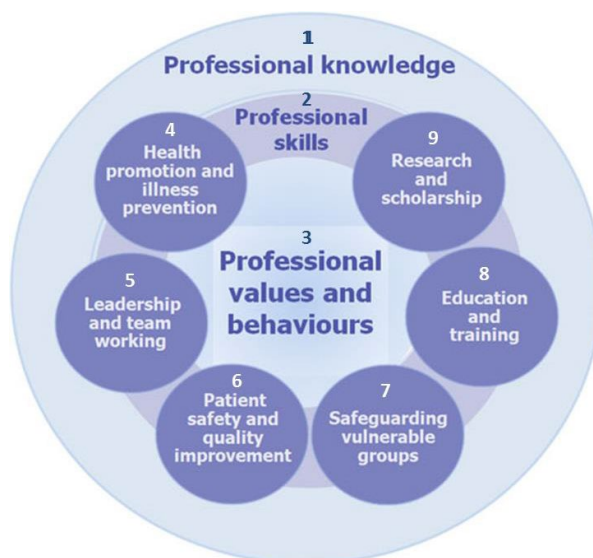 1
Professional knowledge
2
Professional
skills
3
Professional
values and
behaviours
4
Health
promotion and
illness
prevention
5
Leadership
and team
working
6
Patient
safety and
quality
improvement
7
Safeguarding
vulnerable
groups
8
Education
and
training
9
Research
and
scholarship